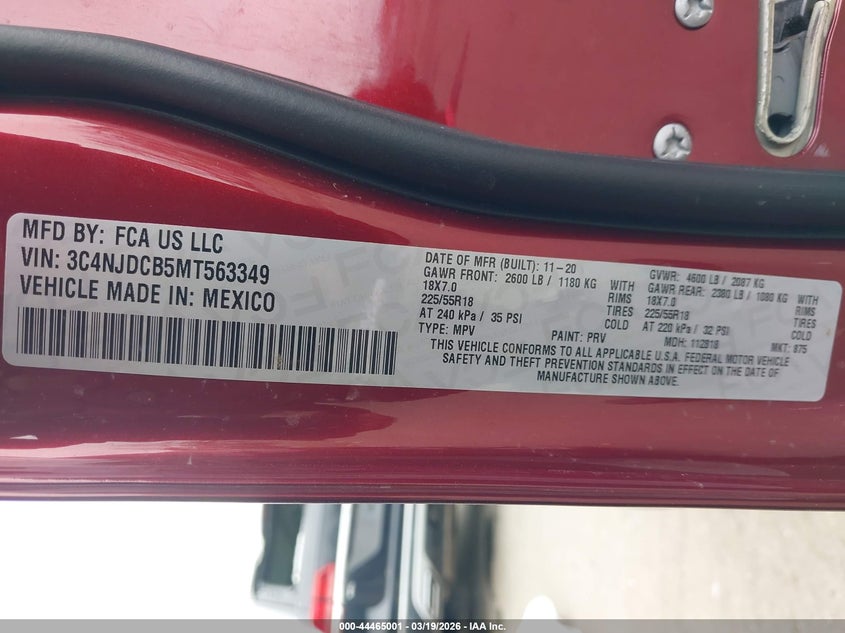 MFD BY: FCA US LLC
VIN: 3C4NJDCB5MT563349
VEHICLE MADE IN: MEXICO
DATE OF MFR (BUILT): 11-20 GVWR: 4600 LB / 2087 KG
GAWR FRONT: 2600 LB / 1180 KG WITH GAWR REAR: 2380 LB / 1080 KG WITH
18X7.0 RIMS 18X7.0 RIMS
225/55R18 TIRES 225/55R18 TIRES
AT 240 kPa / 35 PSI COLD AT 220 kPa / 32 PSI COLD
TYPE: MPV PAINT: PRV MDH: 112818 MKT: 875
THIS VEHICLE CONFORMS TO ALL APPLICABLE U.S.A. FEDERAL MOTOR VEHICLE
SAFETY AND THEFT PREVENTION STANDARDS IN EFFECT ON THE DATE OF
MANUFACTURE SHOWN ABOVE.
000-44465001 - 03/19/2026 - IAA Inc.